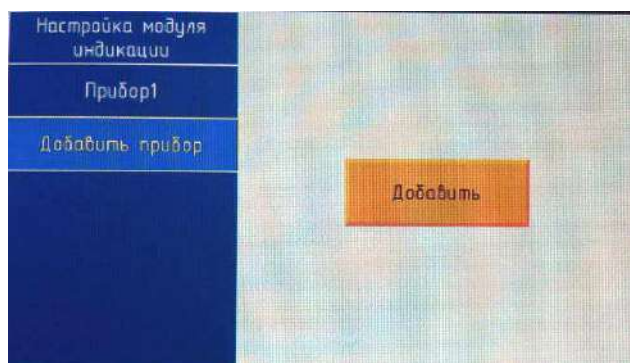 Настройка модуля
индикации
Прибор1
Добавить прибор
Добавить